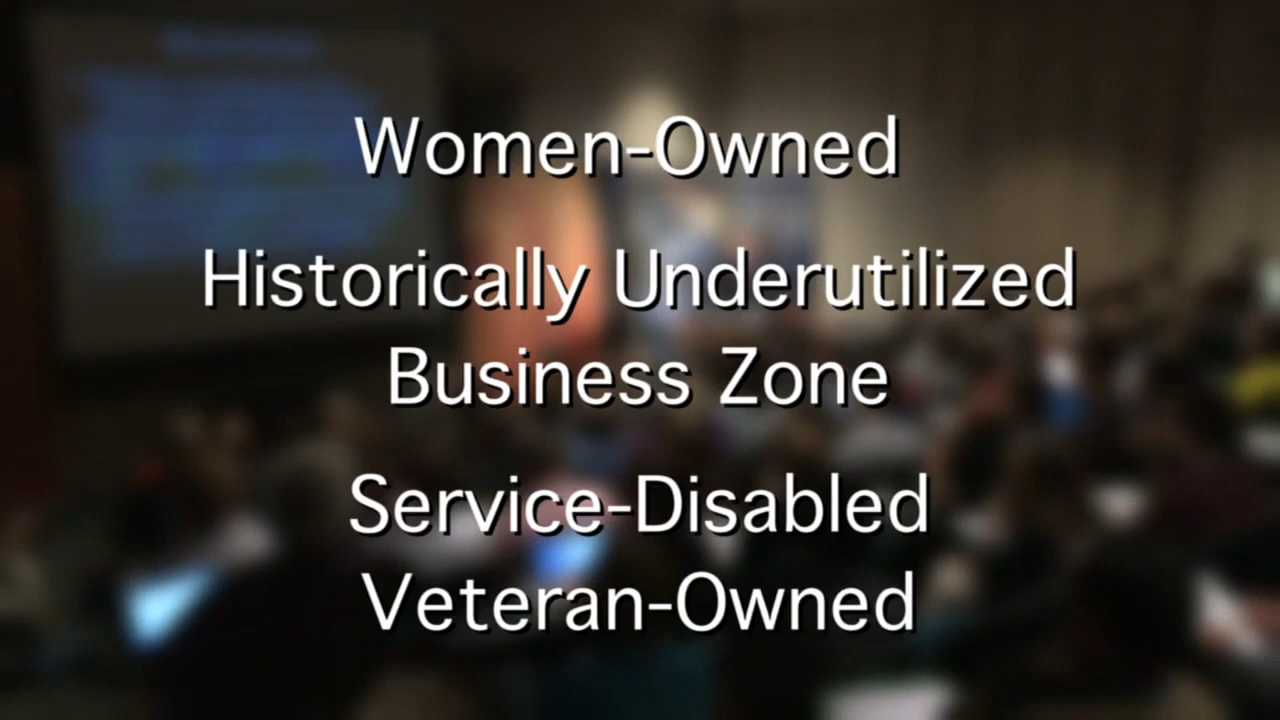 Women-Owned
Historically Underutilized
Business Zone
Service-Disabled
Veteran-Owned